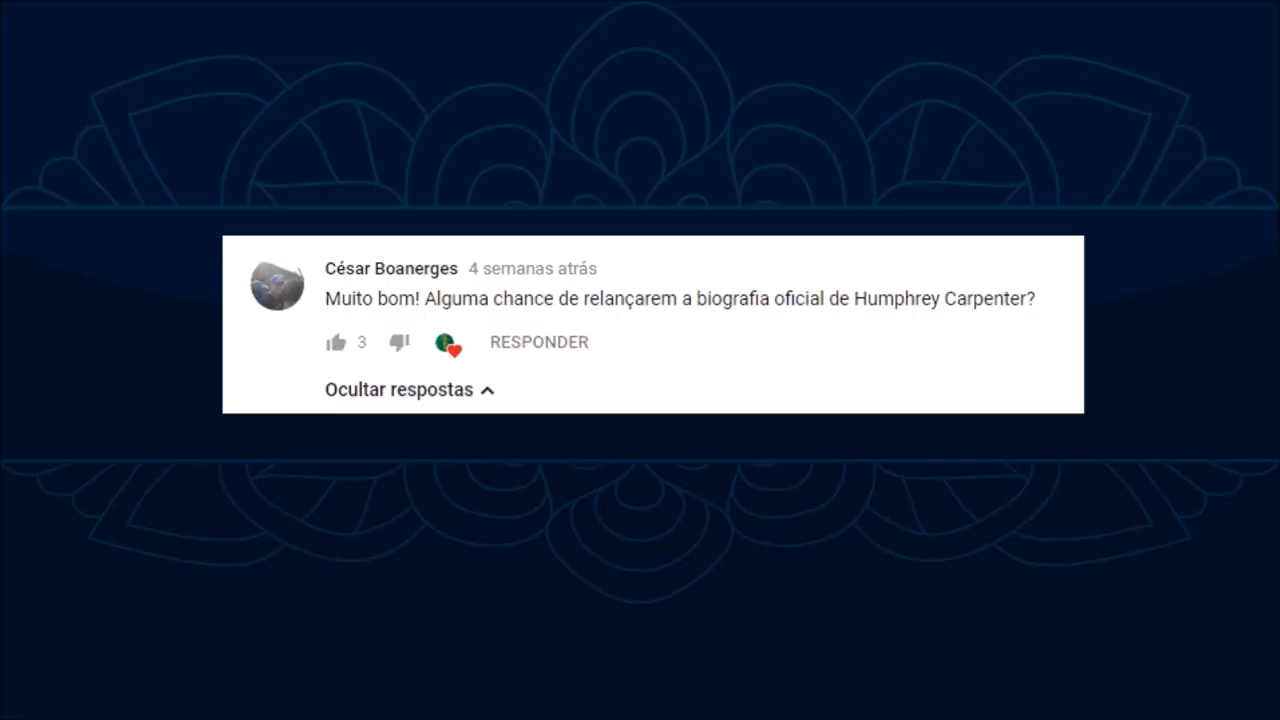 César Boanerges 4 semanas atrás
Muito bom! Alguma chance de relançarem a biografia oficial de Humphrey Carpenter?
3 RESPONDER
Ocultar respostas